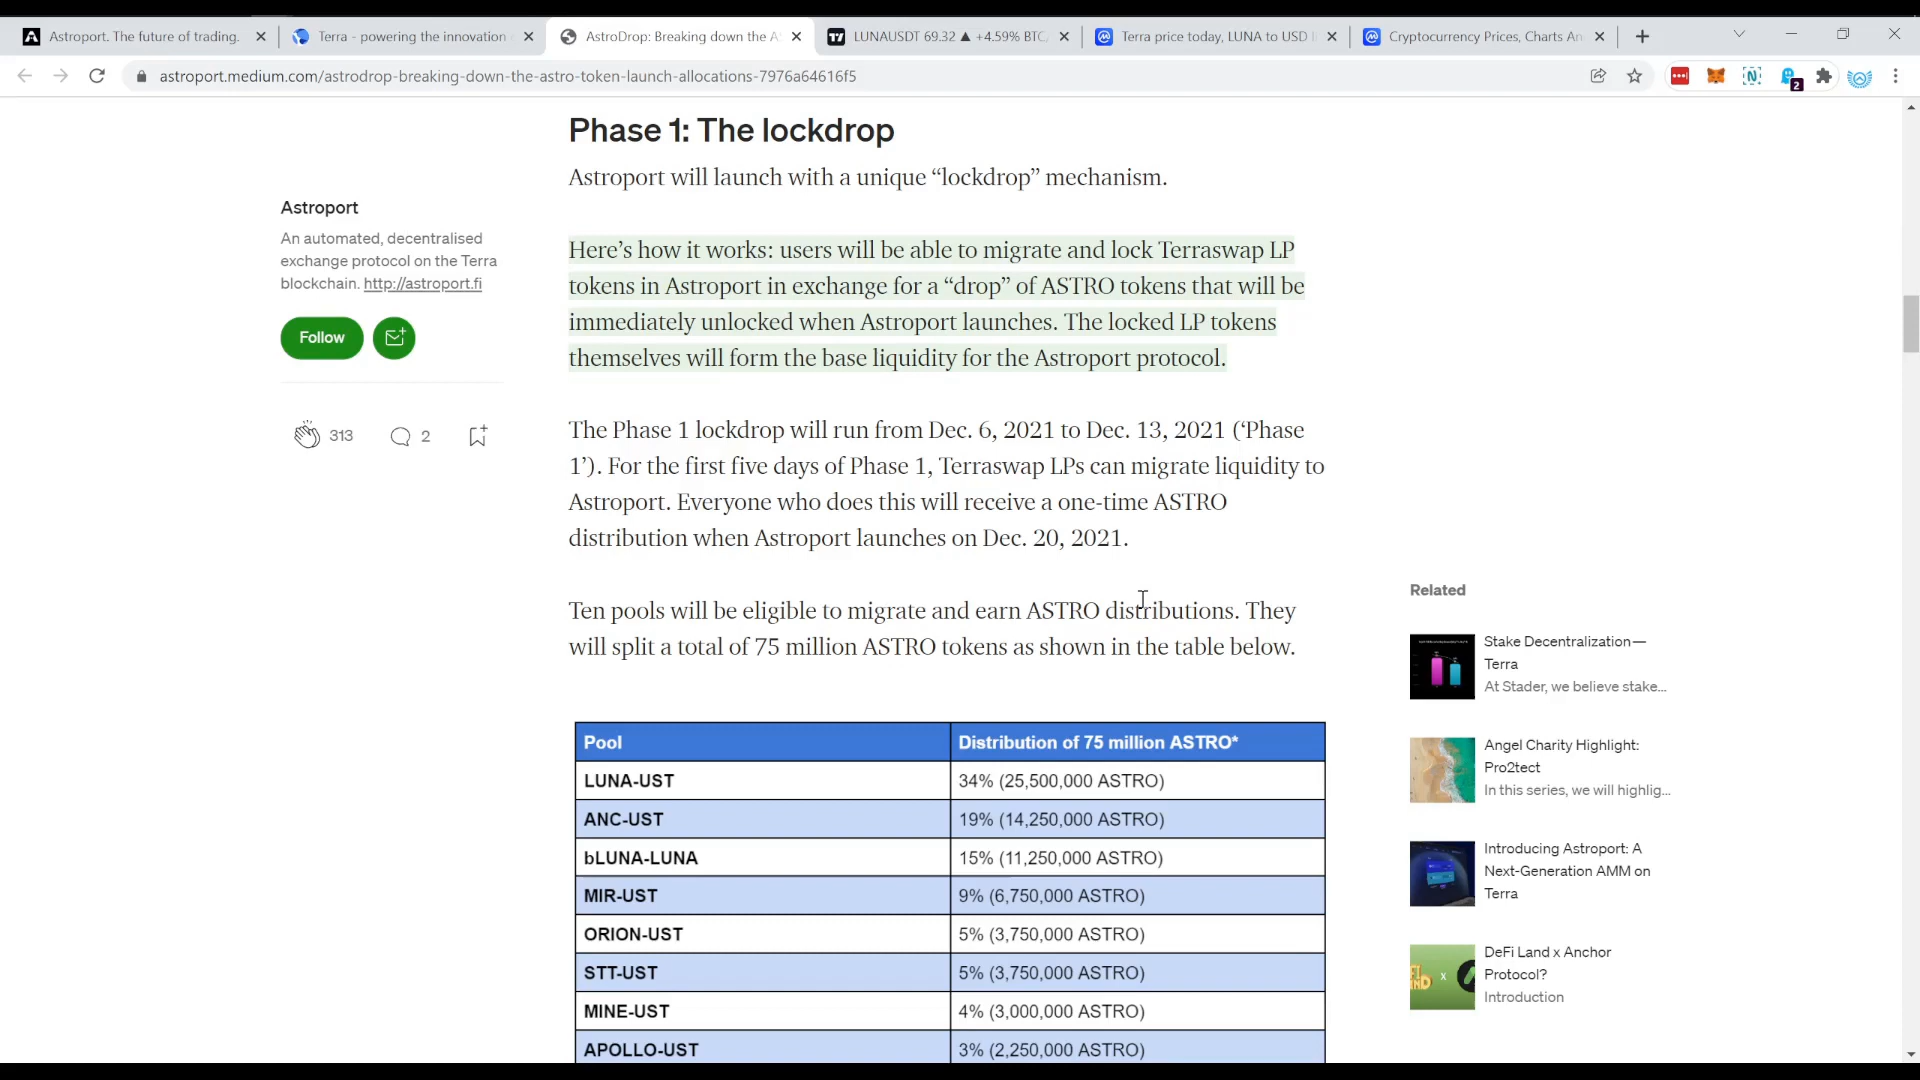 Astroport. The future of trading.
Terra - powering the innovation
AstroDrop: Breaking down the AS
LUNAUSDT 69.32 ▲ +4.59% BTC
Terra price today, LUNA to USD li
Cryptocurrency Prices, Charts An
astroport.medium.com/astrodrop-breaking-down-the-astro-token-launch-allocations-7976a64616f5
2
Phase 1: The lockdrop
Astroport will launch with a unique “lockdrop” mechanism.
Here’s how it works: users will be able to migrate and lock Terraswap LP
tokens in Astroport in exchange for a “drop” of ASTRO tokens that will be
immediately unlocked when Astroport launches. The locked LP tokens
themselves will form the base liquidity for the Astroport protocol.
The Phase 1 lockdrop will run from Dec. 6, 2021 to Dec. 13, 2021 (‘Phase
1’). For the first five days of Phase 1, Terraswap LPs can migrate liquidity to
Astroport. Everyone who does this will receive a one-time ASTRO
distribution when Astroport launches on Dec. 20, 2021.
Ten pools will be eligible to migrate and earn ASTRO distributions. They
will split a total of 75 million ASTRO tokens as shown in the table below.
Pool Distribution of 75 million ASTRO*
LUNA-UST 34% (25,500,000 ASTRO)
ANC-UST 19% (14,250,000 ASTRO)
bLUNA-LUNA 15% (11,250,000 ASTRO)
MIR-UST 9% (6,750,000 ASTRO)
ORION-UST 5% (3,750,000 ASTRO)
STT-UST 5% (3,750,000 ASTRO)
MINE-UST 4% (3,000,000 ASTRO)
APOLLO-UST 3% (2,250,000 ASTRO)
Astroport
An automated, decentralised
exchange protocol on the Terra
blockchain. http://astroport.fi
Follow
313 2
Related
Stake Decentralization—
Terra
At Stader, we believe stake...
Angel Charity Highlight:
Pro2tect
In this series, we will highlig...
Introducing Astroport: A
Next-Generation AMM on
Terra
DeFi Land x Anchor
Protocol?
Introduction